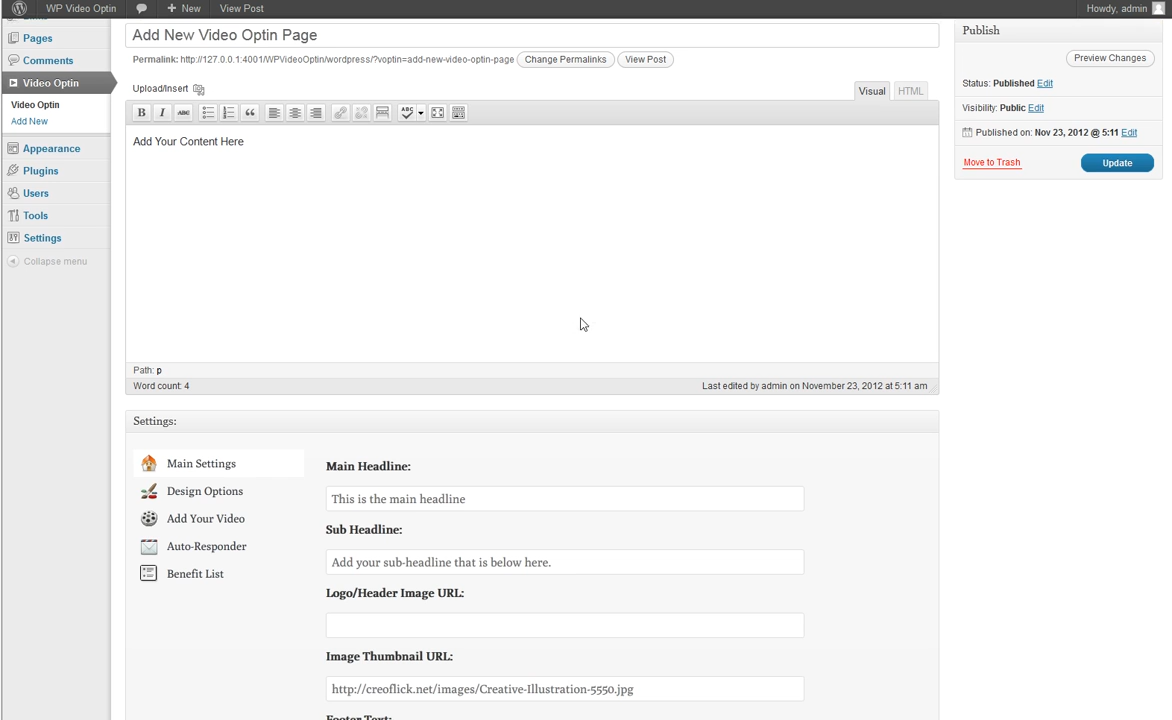 WP Video Optin
New
View Post
Howdy, admin
Pages
Comments
Video Optin
Video Optin
Add New
Appearance
Plugins
Users
Tools
Settings
Collapse menu
Add New Video Optin Page
Permalink: http://127.0.0.1:4001/WPVideoOptin/wordpress/?voptin=add-new-video-optin-page Change Permalinks View Post
Upload/Insert
Visual HTML
B I ABC ABC
Add Your Content Here
Path: p
Word count: 4
Last edited by admin on November 23, 2012 at 5:11 am
Publish
Preview Changes
Status: Published Edit
Visibility: Public Edit
Published on: Nov 23, 2012 @ 5:11 Edit
Move to Trash Update
Settings:
Main Settings
Design Options
Add Your Video
Auto-Responder
Benefit List
Main Headline:
This is the main headline
Sub Headline:
Add your sub-headline that is below here.
Logo/Header Image URL:
Image Thumbnail URL:
http://creoflick.net/images/Creative-Illustration-5550.jpg
Footer Text: